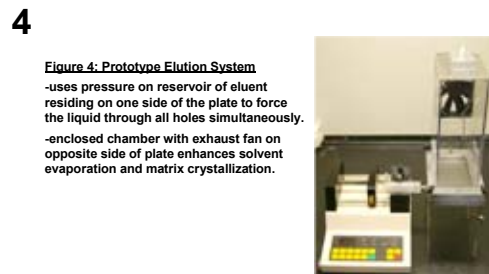 4
Figure 4: Prototype Elution System
-uses pressure on reservoir of eluent
residing on one side of the plate to force
the liquid through all holes simultaneously.
-enclosed chamber with exhaust fan on
opposite side of plate enhances solvent
evaporation and matrix crystallization.